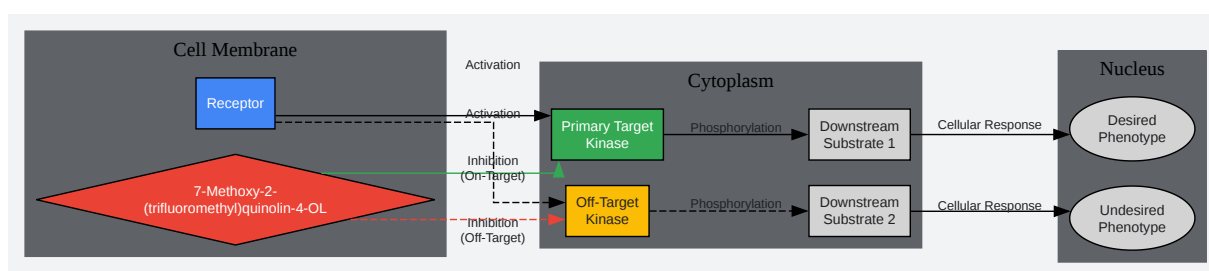 Cell Membrane
Receptor
7-Methoxy-2-
(trifluoromethyl)quinolin-4-OL
Activation
Activation
Inhibition
(On-Target)
Inhibition
(Off-Target)
Cytoplasm
Primary Target
Kinase
Phosphorylation
Downstream
Substrate 1
Off-Target
Kinase
Phosphorylation
Downstream
Substrate 2
Cellular Response
Cellular Response
Nucleus
Desired
Phenotype
Undesired
Phenotype